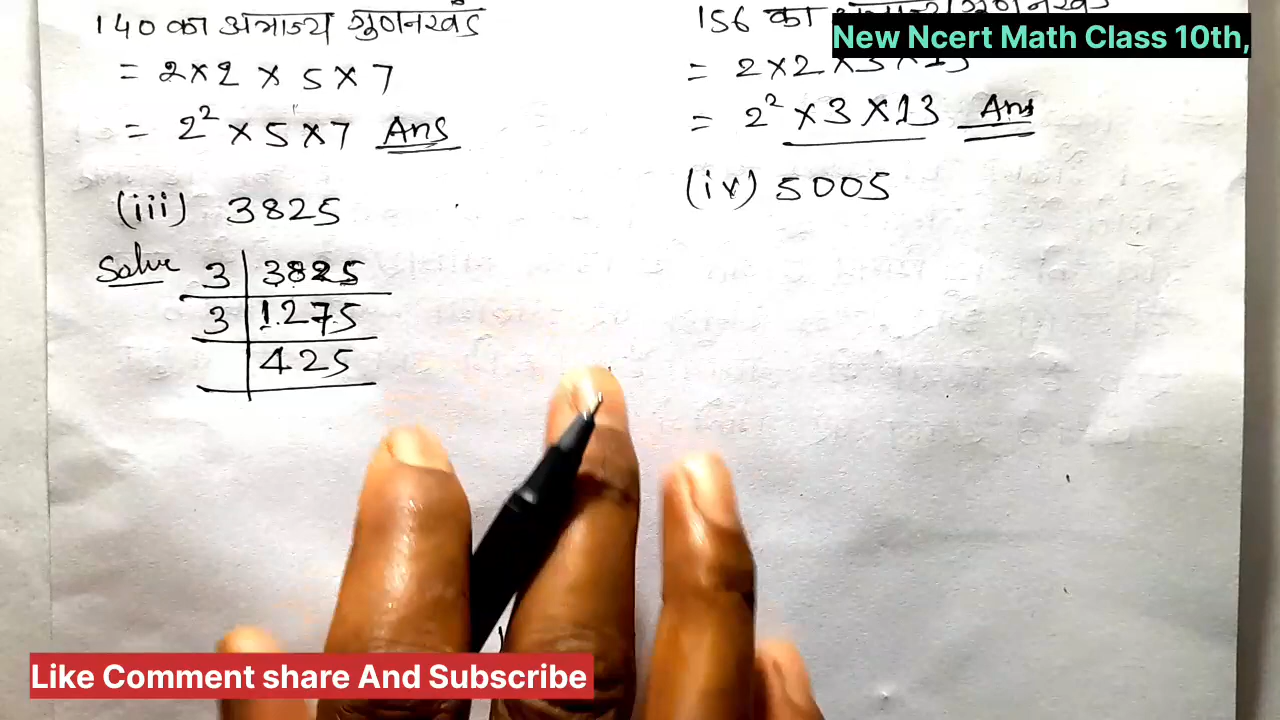 140 का अभाज्य गुणनखंड
= 2×2 × 5 × 7
= 2² × 5 × 7 Ans
(iii) 3825
Solve 3 | 3825
3 | 1275
425
156 का
New Ncert Math Class 10th,
= 2×2×3×13
= 2² × 3 × 13 Ans
(iv) 5005
Like Comment share And Subscribe